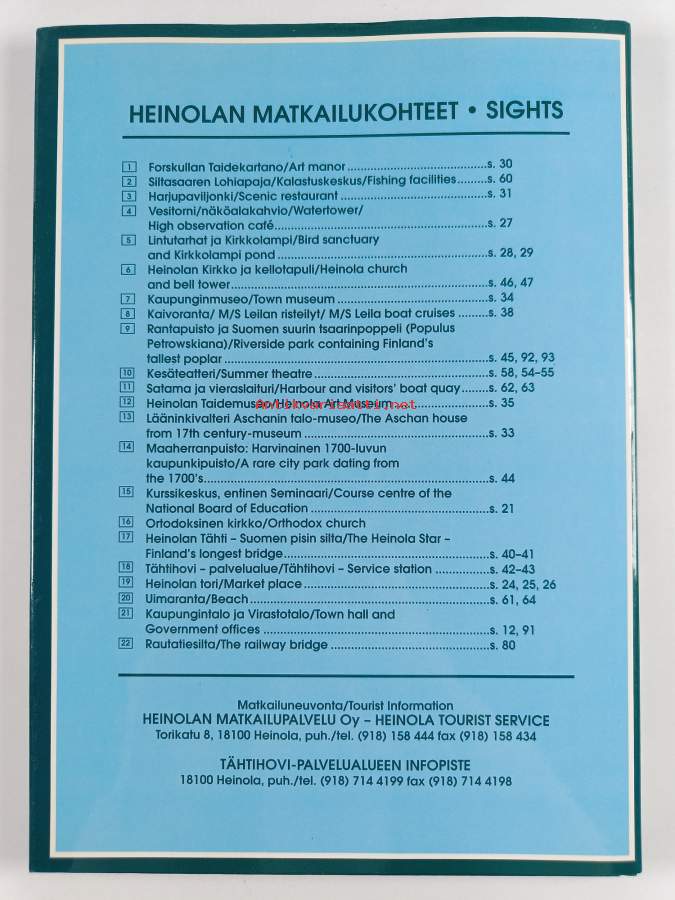 HEINOLAN MATKAILUKOHTEET • SIGHTS
1 Forskullan Taidekartano/Art manor ........................................s. 30
2 Siltasaaren Lohiapaja/Kalastuskeskus/Fishing facilities........s. 60
3 Harjupaviljonki/Scenic restaurant ..........................................s. 31
4 Vesitorni/näköalakahvio/Watertower/
High observation café.............................................................s. 27
5 Lintutarhat ja Kirkkolampi/Bird sanctuary
and Kirkkolampi pond ............................................................s. 28, 29
6 Heinolan Kirkko ja kellotapuli/Heinola church
and bell tower.........................................................................s. 46, 47
7 Kaupunginmuseo/Town museum ...........................................s. 34
8 Kaivoranta/ M/S Leilan risteilyt/ M/S Leila boat cruises .........s. 38
9 Rantapuisto ja Suomen suurin tsaarinpoppeli (Populus
Petrowskiana)/Riverside park containing Finland's
tallest poplar ...........................................................................s. 45, 92, 93
10 Kesäteatteri/Summer theatre..................................................s. 58, 54–55
11 Satama ja vieraslaituri/Harbour and visitors' boat quay........s. 62, 63
12 Heinolan Taidemuseo/Heinola Art Museum..........................s. 35
Antikvariaatti.net
13 Lääninkivalteri Aschanin talo-museo/The Aschan house
from 17th century-museum .....................................................s. 33
14 Maaherranpuisto: Harvinainen 1700-luvun
kaupunkipuisto/A rare city park dating from
the 1700's.................................................................................s. 44
15 Kurssikeskus, entinen Seminaari/Course centre of the
National Board of Education ..................................................s. 21
16 Ortodoksinen kirkko/Orthodox church
17 Heinolan Tähti – Suomen pisin silta/The Heinola Star –
Finland's longest bridge..........................................................s. 40–41
18 Tähtihovi – palvelualue/Tähtihovi – Service station ...............s. 42–43
19 Heinolan tori/Market place.....................................................s. 24, 25, 26
20 Uimaranta/Beach...................................................................s. 61, 64
21 Kaupungintalo ja Virastotalo/Town hall and
Government offices ................................................................s. 12, 91
22 Rautatiesilta/The railway bridge .............................................s. 80
Matkailuneuvonta/Tourist Information
HEINOLAN MATKAILUPALVELU Oy – HEINOLA TOURIST SERVICE
Torikatu 8, 18100 Heinola, puh./tel. (918) 158 444 fax (918) 158 434
TÄHTIHOVI-PALVELUALUEEN INFOPISTE
18100 Heinola, puh./tel. (918) 714 4199 fax (918) 714 4198